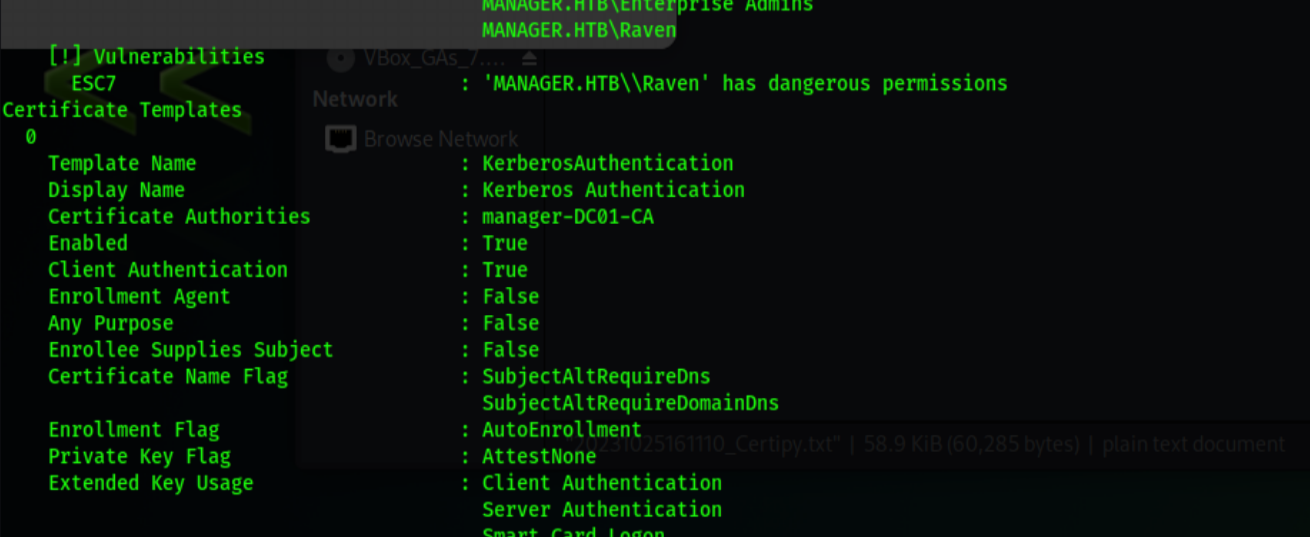 MANAGER.HTB\Enterprise Admins
MANAGER.HTB\Raven
[!] Vulnerabilities
VBox_GAs_7....
ESC7 : 'MANAGER.HTB\\Raven' has dangerous permissions
Network
Certificate Templates
0
Browse Network
Template Name : KerberosAuthentication
Display Name : Kerberos Authentication
Certificate Authorities : manager-DC01-CA
Enabled : True
Client Authentication : True
Enrollment Agent : False
Any Purpose : False
Enrollee Supplies Subject : False
Certificate Name Flag : SubjectAltRequireDns
SubjectAltRequireDomainDns
Enrollment Flag : AutoEnrollment
20231025161110_Certipy.txt" | 58.9 KiB (60,285 bytes) | plain text document
Private Key Flag : AttestNone
Extended Key Usage : Client Authentication
Server Authentication
Smart Card Logon